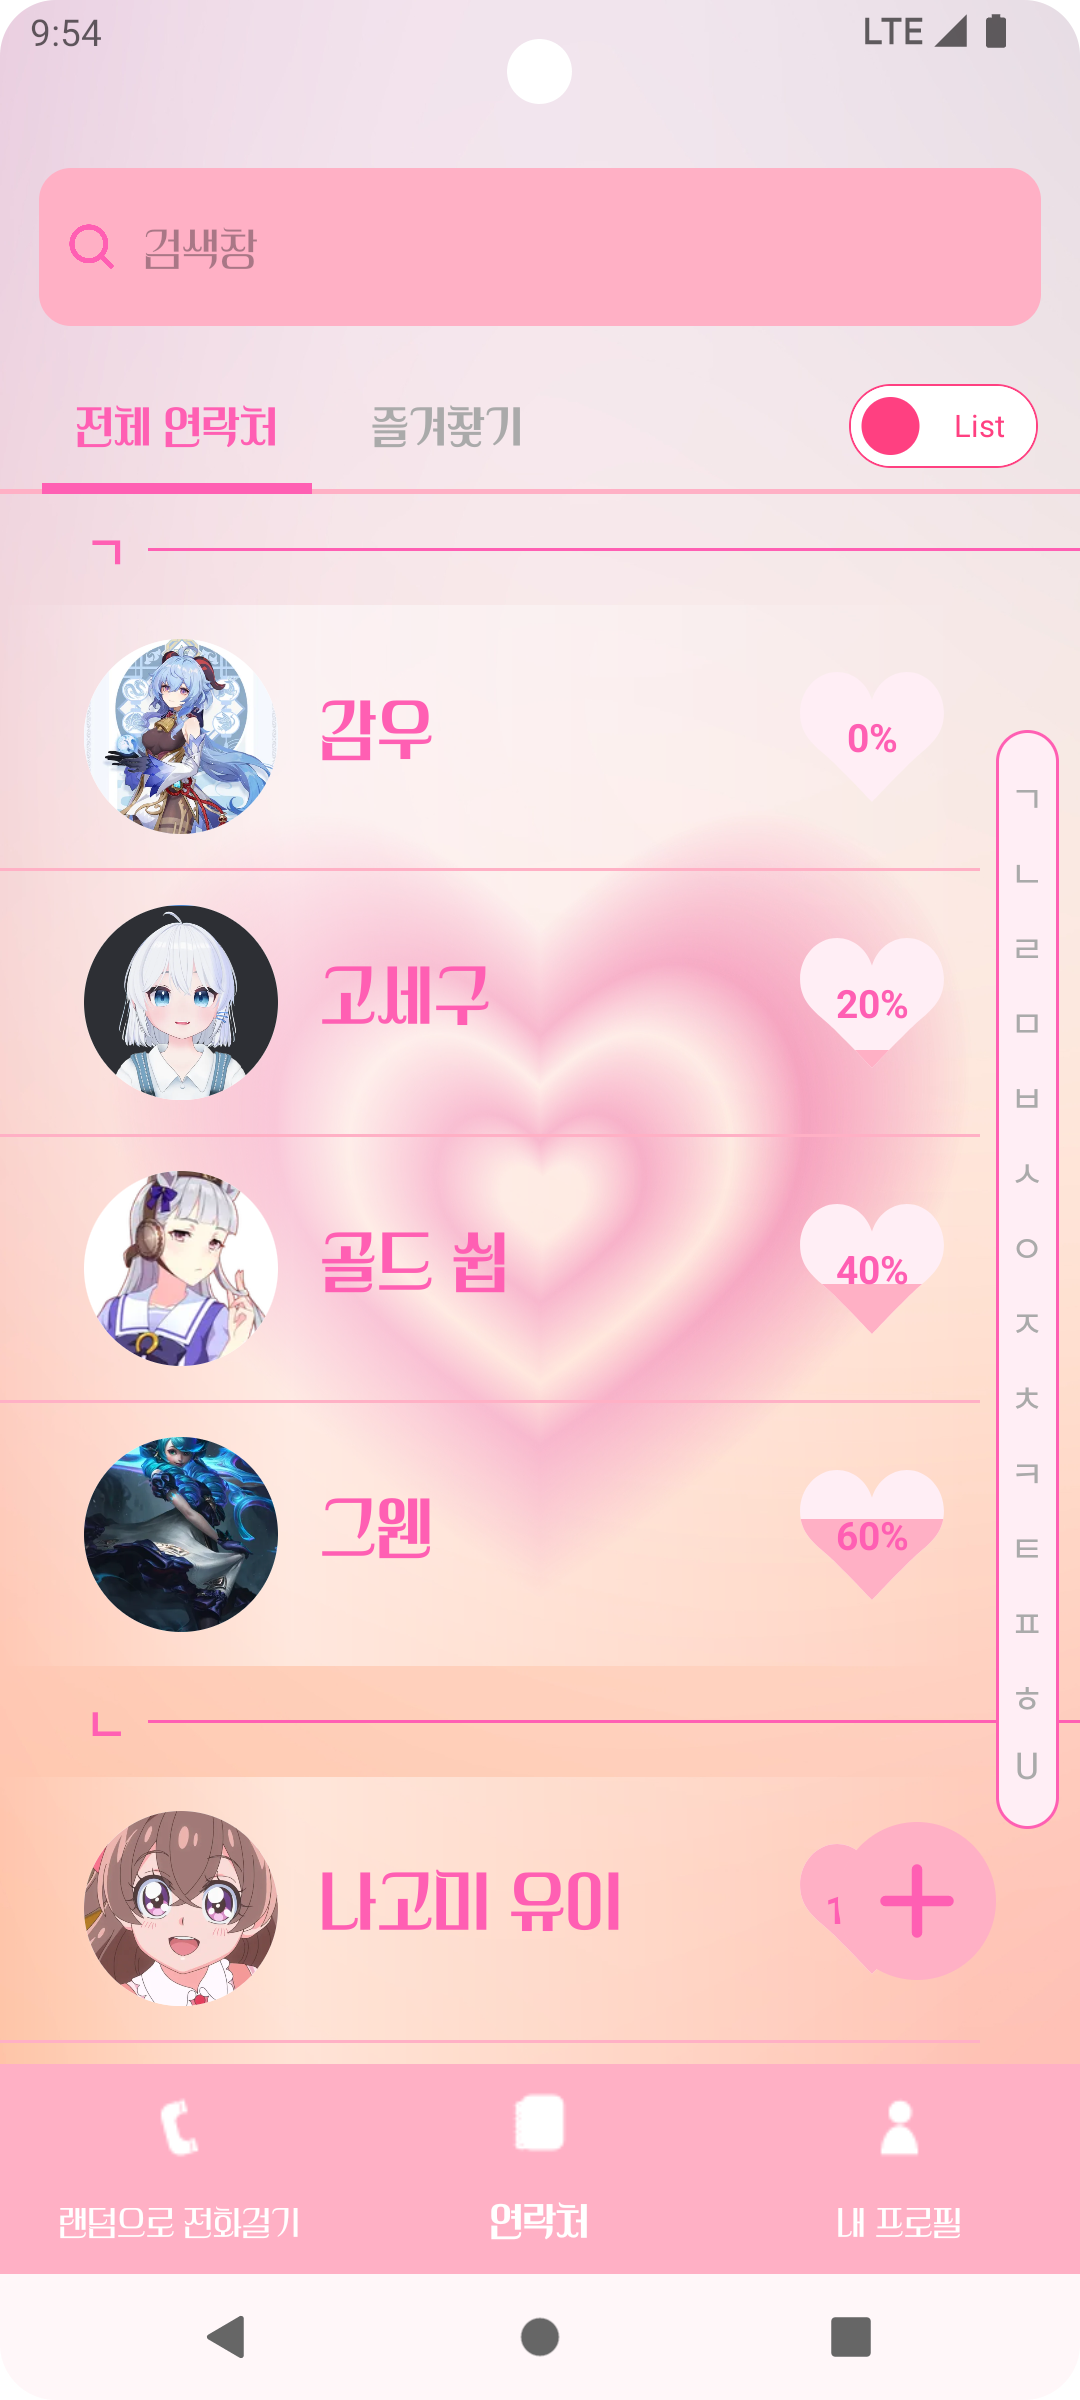 9:54
LTE
검색창
전체 연락처
즐겨찾기
List
ㄱ
감우
0%
고세구
20%
골드 쉽
40%
그웬
60%
ㄴ
나고미 유이
1
ㄱ
ㄴ
ㄹ
ㅁ
ㅂ
ㅅ
ㅇ
ㅈ
ㅊ
ㅋ
ㅌ
ㅍ
ㅎ
U
랜덤으로 전화걸기
연락처
내 프로필